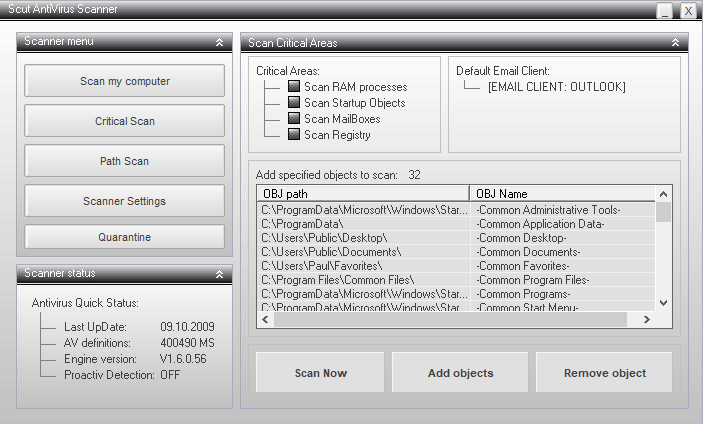 Scut AntiVirus Scanner
Scanner menu
Scan my computer
Critical Scan
Path Scan
Scanner Settings
Quarantine
Scanner status
Antivirus Quick Status:
Last UpDate: 09.10.2009
AV definitions: 400490 MS
Engine version: V1.6.0.56
Proactiv Detection: OFF
Scan Critical Areas
Critical Areas:
Scan RAM processes
Scan Startup Objects
Scan MailBoxes
Scan Registry
Default Email Client:
[EMAIL CLIENT: OUTLOOK]
Add specified objects to scan: 32
OBJ path OBJ Name
C:\ProgramData\Microsoft\Windows\Star... -Common Administrative Tools-
C:\ProgramData\ -Common Application Data-
C:\Users\Public\Desktop\ -Common Desktop-
C:\Users\Public\Documents\ -Common Documents-
C:\Users\Paul\Favorites\ -Common Favorites-
C:\Program Files\Common Files\ -Common Program Files-
C:\ProgramData\Microsoft\Windows\Star... -Common Programs-
C:\ProgramData\Microsoft\Windows\Star... -Common Start Menu-
Scan Now
Add objects
Remove object